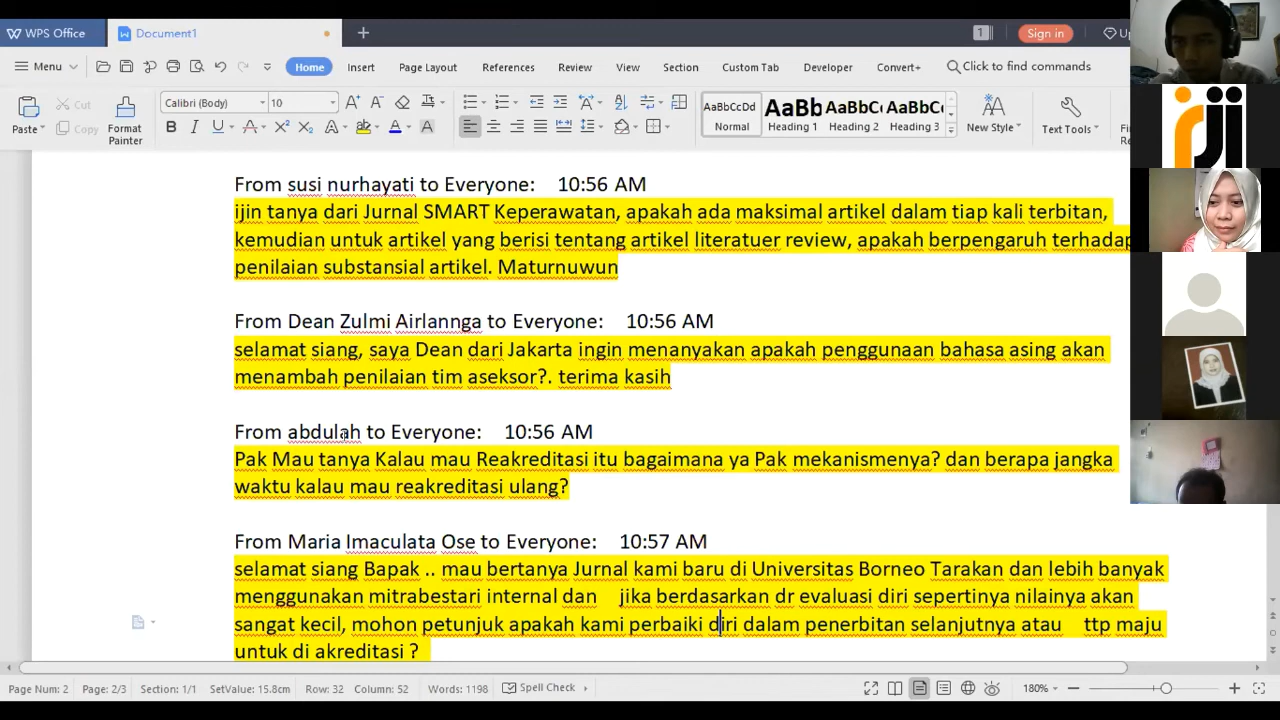 WPS Office
Document1
1
Sign in
Up
Menu
Home
Insert
Page Layout
References
Review
View
Section
Custom Tab
Developer
Convert+
Click to find commands
Paste
Cut
Copy
Format
Painter
Calibri (Body)
10
AaBbCcDd
Normal
AaBb
Heading 1
AaBbC
Heading 2
AaBbC
Heading 3
New Style
Text Tools
rji
From susi nurhayati to Everyone: 10:56 AM
ijin tanya dari Jurnal SMART Keperawatan, apakah ada maksimal artikel dalam tiap kali terbitan,
kemudian untuk artikel yang berisi tentang artikel literatuer review, apakah berpengaruh terhadap
penilaian substansial artikel. Maturnuwun
From Dean Zulmi Airlannga to Everyone: 10:56 AM
selamat siang, saya Dean dari Jakarta ingin menanyakan apakah penggunaan bahasa asing akan
menambah penilaian tim aseksor?. terima kasih
From abdulah to Everyone: 10:56 AM
Pak Mau tanya Kalau mau Reakreditasi itu bagaimana ya Pak mekanismenya? dan berapa jangka
waktu kalau mau reakreditasi ulang?
From Maria Imaculata Ose to Everyone: 10:57 AM
selamat siang Bapak .. mau bertanya Jurnal kami baru di Universitas Borneo Tarakan dan lebih banyak
menggunakan mitrabestari internal dan jika berdasarkan dr evaluasi diri sepertinya nilainya akan
sangat kecil, mohon petunjuk apakah kami perbaiki diri dalam penerbitan selanjutnya atau ttp maju
untuk di akreditasi ?
Page Num: 2 Page: 2/3 Section: 1/1 SetValue: 15.8cm Row: 32 Column: 52 Words: 1198 Spell Check 180%